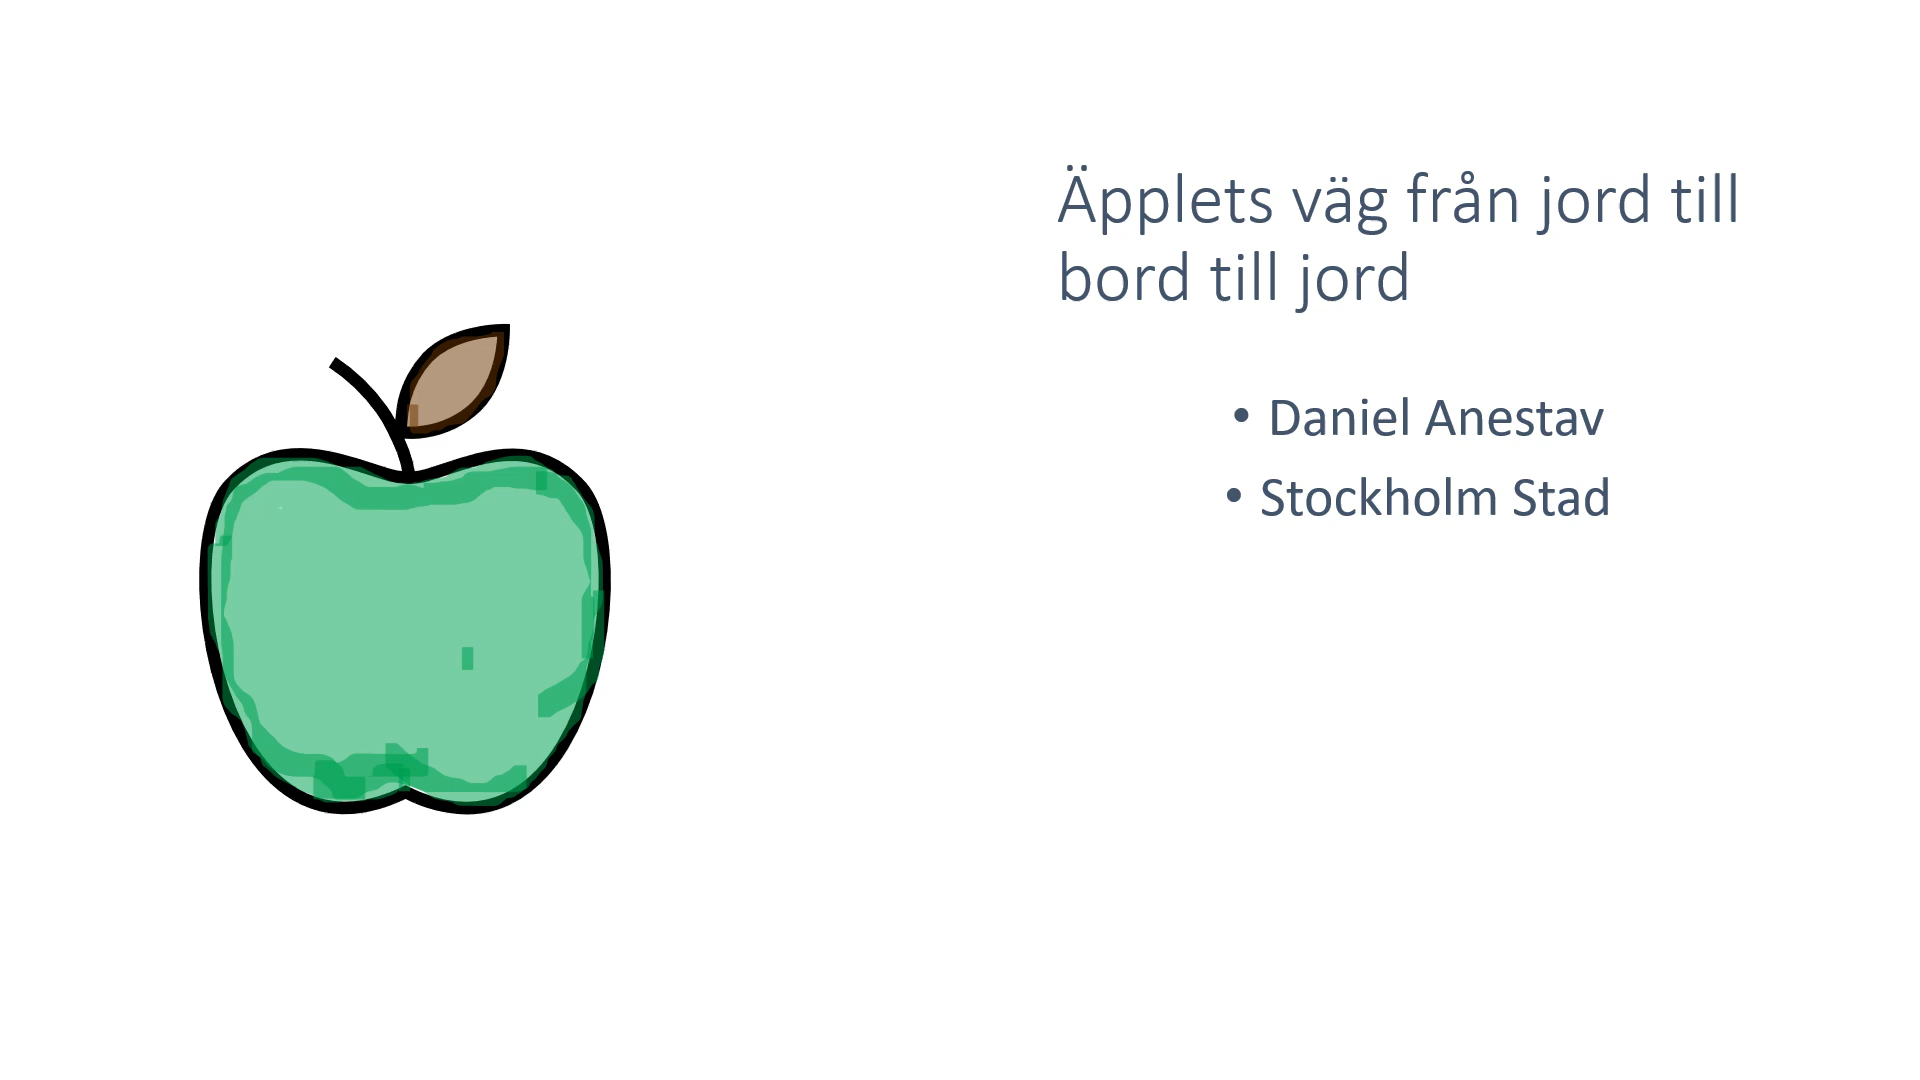 Äpplets väg från jord till
bord till jord
• Daniel Anestav
• Stockholm Stad